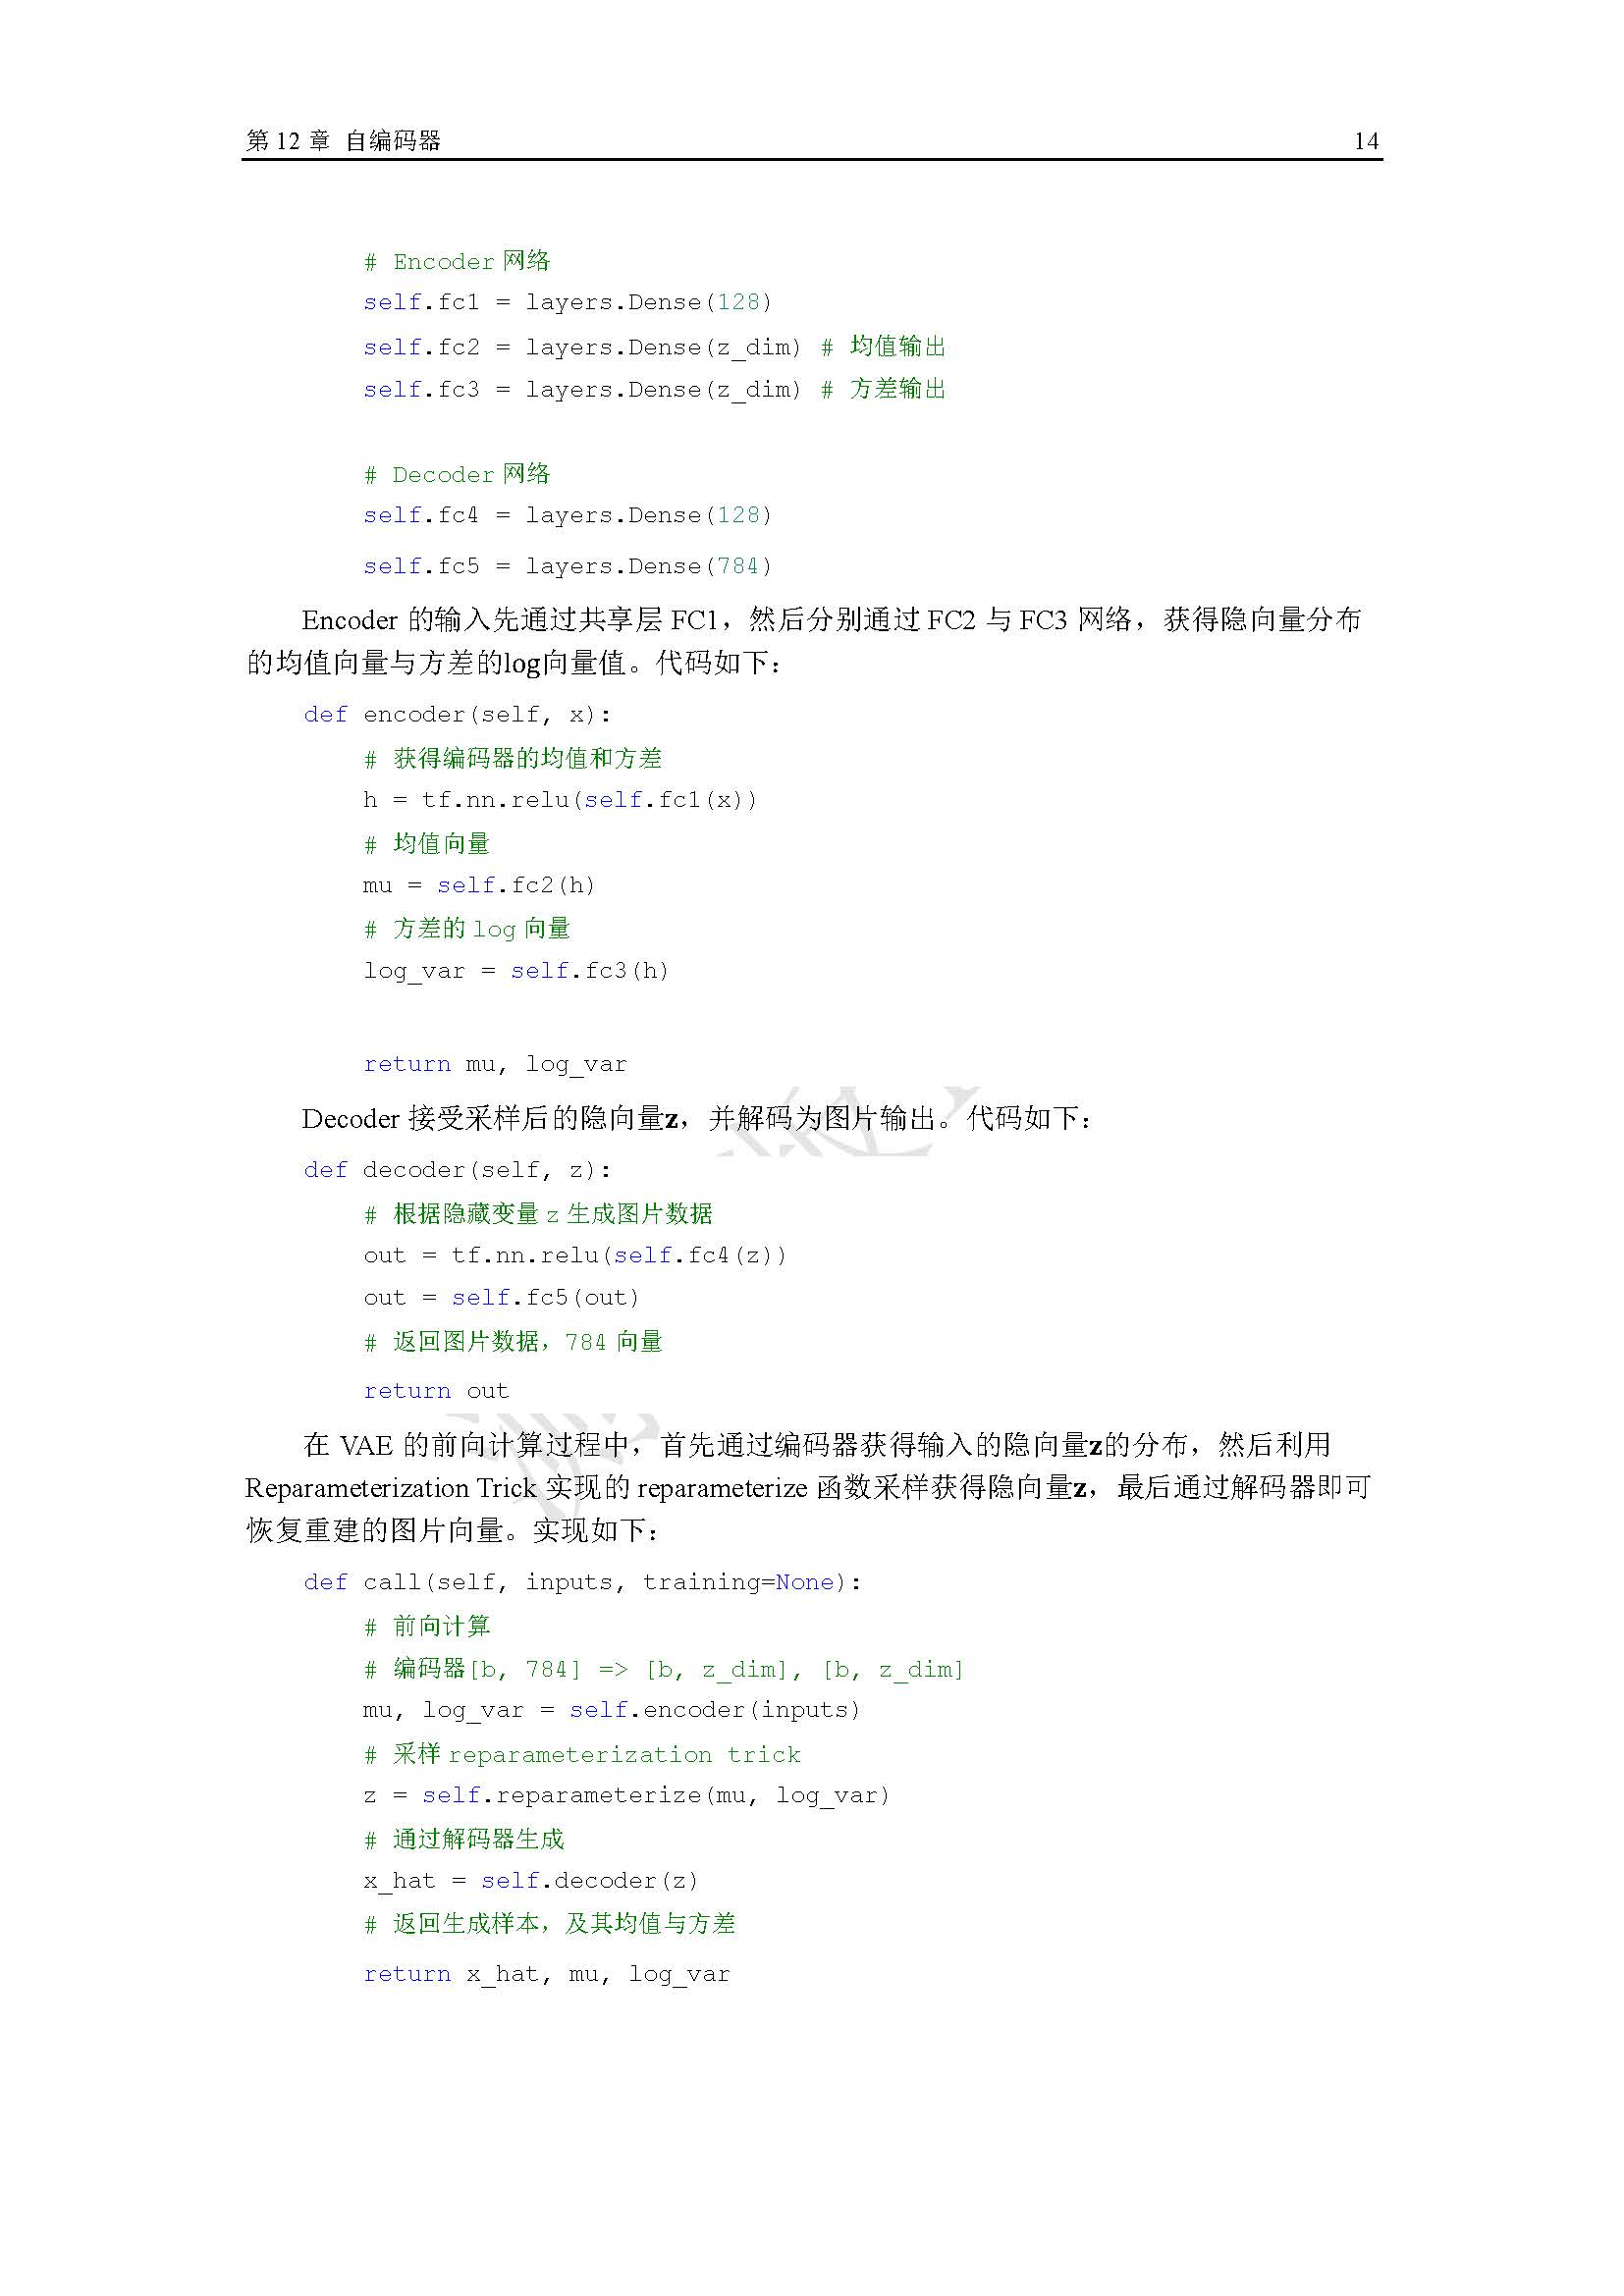 第 12 章 自编码器 14
# Encoder 网络
self.fc1 = layers.Dense(128)
self.fc2 = layers.Dense(z_dim) # 均值输出
self.fc3 = layers.Dense(z_dim) # 方差输出
# Decoder 网络
self.fc4 = layers.Dense(128)
self.fc5 = layers.Dense(784)
Encoder 的输入先通过共享层 FC1，然后分别通过 FC2 与 FC3 网络，获得隐向量分布
的均值向量与方差的log向量值。代码如下：
def encoder(self, x):
# 获得编码器的均值和方差
h = tf.nn.relu(self.fc1(x))
# 均值向量
mu = self.fc2(h)
# 方差的 log 向量
log_var = self.fc3(h)
return mu, log_var
Decoder 接受采样后的隐向量z，并解码为图片输出。代码如下：
def decoder(self, z):
# 根据隐藏变量 z 生成图片数据
out = tf.nn.relu(self.fc4(z))
out = self.fc5(out)
# 返回图片数据，784 向量
return out
在 VAE 的前向计算过程中，首先通过编码器获得输入的隐向量z的分布，然后利用
Reparameterization Trick 实现的 reparameterize 函数采样获得隐向量z，最后通过解码器即可
恢复重建的图片向量。实现如下：
def call(self, inputs, training=None):
# 前向计算
# 编码器[b, 784] => [b, z_dim], [b, z_dim]
mu, log_var = self.encoder(inputs)
# 采样 reparameterization trick
z = self.reparameterize(mu, log_var)
# 通过解码器生成
x_hat = self.decoder(z)
# 返回生成样本，及其均值与方差
return x_hat, mu, log_var